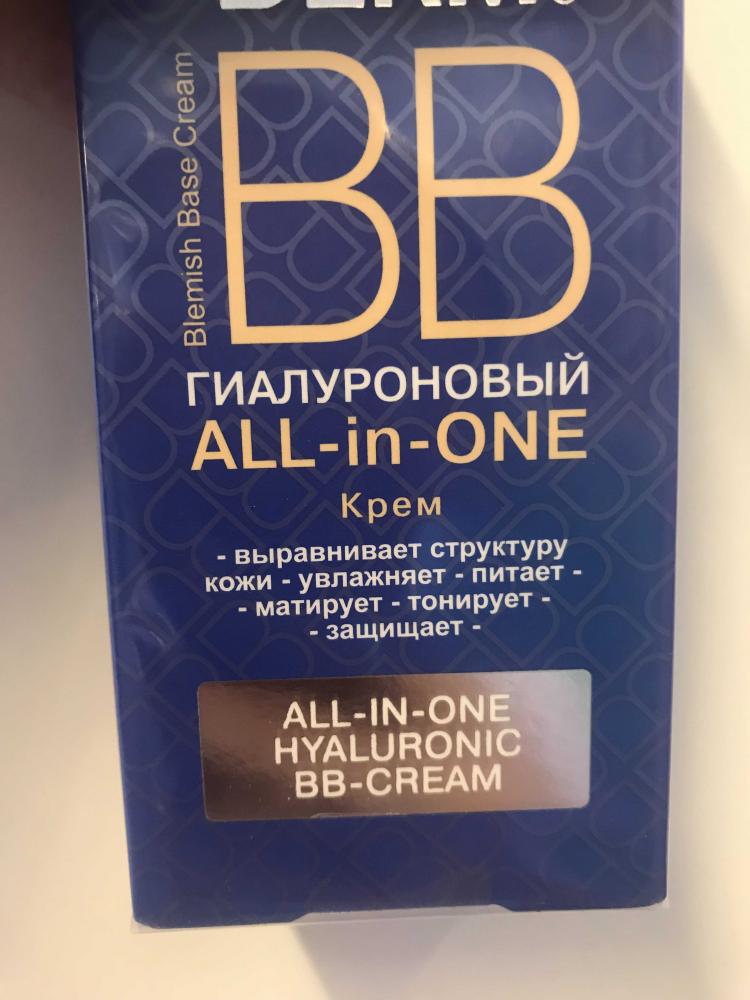 BB
Blemish Base Cream
ГИАЛУРОНОВЫЙ
ALL-in-ONE
Крем
- выравнивает структуру
кожи - увлажняет - питает -
- матирует - тонирует -
- защищает -
ALL-IN-ONE
HYALURONIC
BB-CREAM